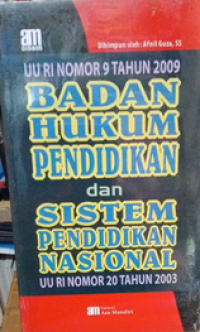 am
Dihimpun oleh: Afnil Guza, SS
UU RI NOMOR 9 TAHUN 2009
BADAN
HUKUM
PENDIDIKAN
dan
SISTEM
PENDIDIKAN
NASIONAL
UU RI NOMOR 20 TAHUN 2003
am
Asa Mandiri